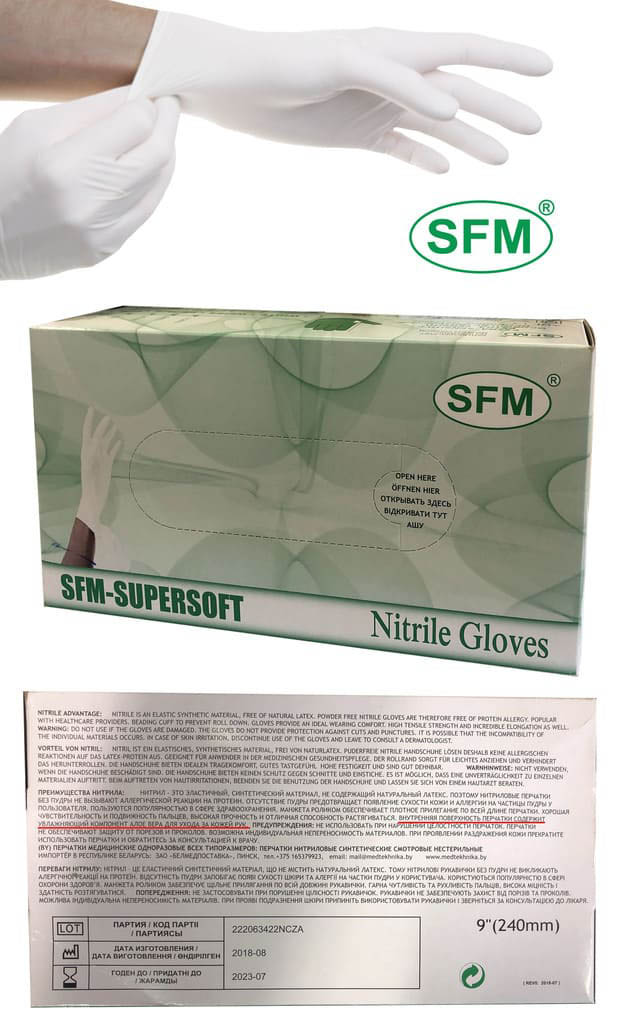 SFM®
SFM®
OPEN HERE
ÖFFNEN HIER
ОТКРЫВАТЬ ЗДЕСЬ
ВІДКРИВАТИ ТУТ
АШУ
SFM-SUPERSOFT
Nitrile Gloves
NITRILE ADVANTAGE: NITRILE IS AN ELASTIC SYNTHETIC MATERIAL, FREE OF NATURAL LATEX. POWDER FREE NITRILE GLOVES ARE THEREFORE FREE OF PROTEIN ALLERGY. POPULAR
WITH HEALTHCARE PROVIDERS. BEADING CUFF TO PREVENT ROLL DOWN. GLOVES PROVIDE AN IDEAL WEARING COMFORT. HIGH TENSILE STRENGTH AND INCREDIBLE ELONGATION AS WELL.
WARNING: DO NOT USE IF THE GLOVES ARE DAMAGED. THE GLOVES DO NOT PROVIDE PROTECTION AGAINST CUTS AND PUNCTURES. IT IS POSSIBLE THAT THE INCOMPATIBILITY OF
THE INDIVIDUAL MATERIALS OCCURS. IN CASE OF SKIN IRRITATION, DISCONTINUE USE OF THE GLOVES AND LEAVE TO CONSULT A DERMATOLOGIST.
VORTEIL VON NITRIL: NITRIL IST EIN ELASTISCHES, SYNTHETISCHES MATERIAL, FREI VON NATURLATEX. PUDERFREIE NITRILE HANDSCHUHE LÖSEN DESHALB KEINE ALLERGISCHEN
REAKTIONEN AUF DAS LATEX-PROTEIN AUS. GEEIGNET FÜR ANWENDER IN DER MEDIZINISCHEN GESUNDHEITSPFLEGE. DER ROLLRAND SORGT FÜR LEICHTES ANZIEHEN UND VERHINDERT
DAS HERUNTERROLLEN. DIE HANDSCHUHE BIETEN IDEALEN TRAGEKOMFORT, GUTES TASTGEFÜHL. HOHE FESTIGKEIT UND SIND GUT DEHNBAR. WARNHINWEISE: NICHT VERWENDEN,
WENN DIE HANDSCHUHE BESCHÄDIGT SIND. DIE HANDSCHUHE BIETEN KEINEN SCHUTZ GEGEN SCHNITTE UND EINSTICHE. ES IST MÖGLICH, DASS EINE UNVERTRÄGLICHKEIT ZU EINZELNEN
MATERIALIEN AUFTRITT. BEIM AUFTRETEN VON HAUTIRRITATIONEN, BEENDEN SIE DIE BENUTZUNG DER HANDSCHUHE UND LASSEN SIE SICH VON EINEM HAUTARZT BERATEN.
ПРЕИМУЩЕСТВА НИТРИЛА: НИТРИЛ - ЭТО ЭЛАСТИЧНЫЙ, СИНТЕТИЧЕСКИЙ МАТЕРИАЛ, НЕ СОДЕРЖАЩИЙ НАТУРАЛЬНЫЙ ЛАТЕКС. ПОЭТОМУ НИТРИЛОВЫЕ ПЕРЧАТКИ
БЕЗ ПУДРЫ НЕ ВЫЗЫВАЮТ АЛЛЕРГИЧЕСКОЙ РЕАКЦИИ НА ПРОТЕИН. ОТСУТСТВИЕ ПУДРЫ ПРЕДОТВРАЩАЕТ ПОЯВЛЕНИЕ СУХОСТИ КОЖИ И АЛЛЕРГИИ НА ЧАСТИЦЫ ПУДРЫ У
ПОЛЬЗОВАТЕЛЯ. ПОЛЬЗУЮТСЯ ПОПУЛЯРНОСТЬЮ В СФЕРЕ ЗДРАВООХРАНЕНИЯ. МАНЖЕТА РОЛИКОМ ОБЕСПЕЧИВАЕТ ПЛОТНОЕ ПРИЛЕГАНИЕ ПО ВСЕЙ ДЛИНЕ ПЕРЧАТКИ. ХОРОШАЯ
ЧУВСТВИТЕЛЬНОСТЬ И ПОДВИЖНОСТЬ ПАЛЬЦЕВ, ВЫСОКАЯ ПРОЧНОСТЬ И ОТЛИЧНАЯ СПОСОБНОСТЬ РАСТЯГИВАТЬСЯ. ВНУТРЕННЯЯ ПОВЕРХНОСТЬ ПЕРЧАТКИ СОДЕРЖИТ
УВЛАЖНЯЮЩИЙ КОМПОНЕНТ АЛОЕ ВЕРА ДЛЯ УХОДА ЗА КОЖЕЙ РУК. ПРЕДУПРЕЖДЕНИЯ: НЕ ИСПОЛЬЗОВАТЬ ПРИ НАРУШЕНИИ ЦЕЛОСТНОСТИ ПЕРЧАТОК. ПЕРЧАТКИ
НЕ ОБЕСПЕЧИВАЮТ ЗАЩИТУ ОТ ПОРЕЗОВ И ПРОКОЛОВ. ВОЗМОЖНА ИНДИВИДУАЛЬНАЯ НЕПЕРЕНОСИМОСТЬ МАТЕРИАЛОВ. ПРИ ПРОЯВЛЕНИИ РАЗДРАЖЕНИЯ КОЖИ ПРЕКРАТИТЕ
ИСПОЛЬЗОВАТЬ ПЕРЧАТКИ И ОБРАТИТЕСЬ ЗА КОНСУЛЬТАЦИЕЙ К ВРАЧУ.
(BY) ПЕРЧАТКИ МЕДИЦИНСКИЕ ОДНОРАЗОВЫЕ ВСЕХ ТИПОРАЗМЕРОВ: ПЕРЧАТКИ НИТРИЛОВЫЕ СИНТЕТИЧЕСКИЕ СМОТРОВЫЕ НЕСТЕРИЛЬНЫЕ
ИМПОРТЁР В РЕСПУБЛИКЕ БЕЛАРУСЬ: ЗАО «БЕЛМЕДПОСТАВКА», ПИНСК, тел.+375 165379923, email: mail@medtekhnika.by www.medtekhnika.by
ПЕРЕВАГИ НІТРИЛУ: НІТРИЛ - ЦЕ ЕЛАСТИЧНИЙ СИНТЕТИЧНИЙ МАТЕРІАЛ, ЩО НЕ МІСТИТЬ НАТУРАЛЬНИЙ ЛАТЕКС. ТОМУ НІТРИЛОВІ РУКАВИЧКИ БЕЗ ПУДРИ НЕ ВИКЛИКАЮТЬ
АЛЕРГІЧНОЇ РЕАКЦІЇ НА ПРОТЕЇН. ВІДСУТНІСТЬ ПУДРИ ЗАПОБІГАЄ ПОЯВІ СУХОСТІ ШКІРИ ТА АЛЕРГІЇ НА ЧАСТКИ ПУДРИ У КОРИСТУВАЧА. КОРИСТУЮТЬСЯ ПОПУЛЯРНІСТЮ В СФЕРІ
ОХОРОНИ ЗДОРОВ'Я. МАНЖЕТА РОЛИКОМ ЗАБЕЗПЕЧУЄ ЩІЛЬНЕ ПРИЛЯГАННЯ ПО ВСІЙ ДОВЖИНІ РУКАВИЧКИ. ГАРНА ЧУТЛИВІСТЬ ТА РУХЛИВІСТЬ ПАЛЬЦІВ, ВИСОКА МІЦНІСТЬ І
ЗДАТНІСТЬ РОЗТЯГУВАТИСЯ. ПОПЕРЕДЖЕННЯ: НЕ ЗАСТОСОВУВАТИ ПРИ ПОРУШЕННІ ЦІЛІСНОСТІ РУКАВИЧОК. РУКАВИЧКИ НЕ ЗАБЕЗПЕЧУЮТЬ ЗАХИСТ ВІД ПОРІЗІВ ТА ПРОКОЛІВ.
МОЖЛИВА ІНДИВІДУАЛЬНА НЕПЕРЕНОСИМІСТЬ МАТЕРІАЛІВ. ПРИ ПРОЯВІ ПОДРАЗНЕННЯ ШКІРИ ПРИПИНІТЬ ВИКОРИСТОВУВАТИ РУКАВИЧКИ І ЗВЕРНІТЬСЯ ЗА КОНСУЛЬТАЦІЄЮ ДО ЛІКАРЯ.
LOT ПАРТИЯ / КОД ПАРТІЇ / ПАРТИЯСЫ 222063422NCZA
ДАТА ИЗГОТОВЛЕНИЯ / ДАТА ВИГОТОВЛЕННЯ / ӨНДІРІЛГЕН 2018-08
ГОДЕН ДО / ПРИДАТНІ ДО / ЖАРАМДЫ 2023-07
9"(240mm)
( REV5: 2018-07 )